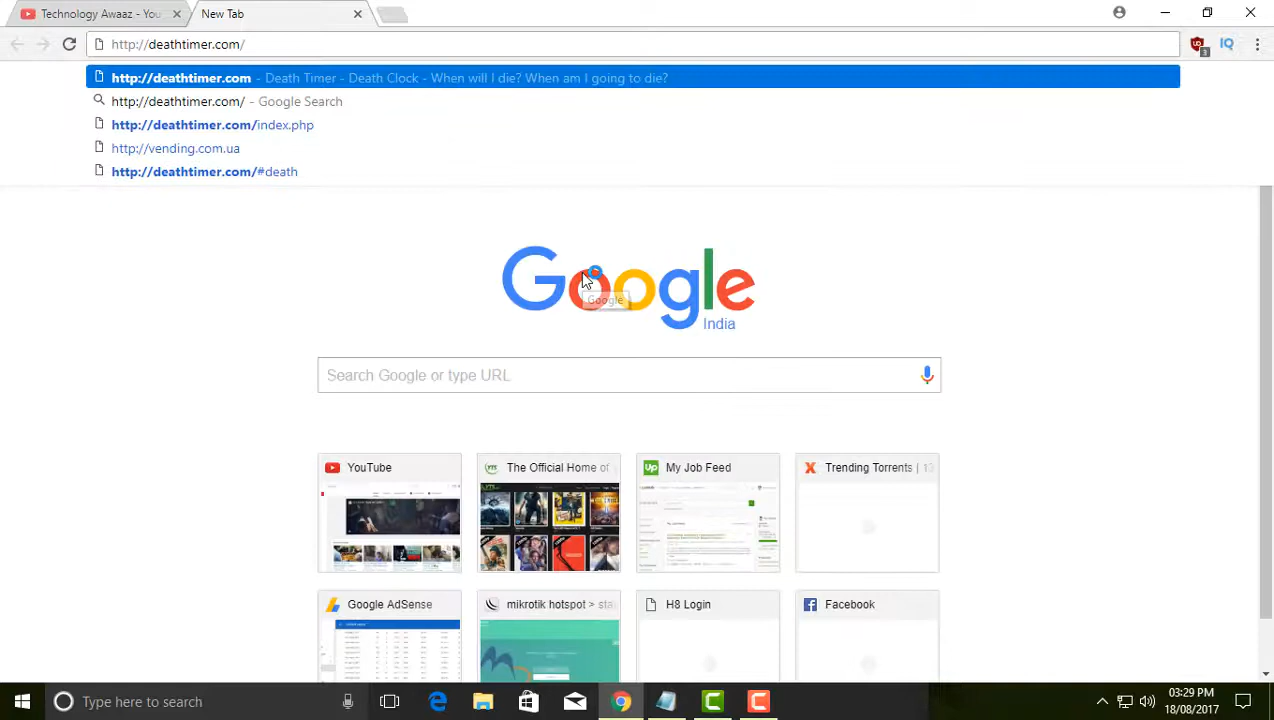 Technology Awaaz - You
New Tab
http://deathtimer.com/
3
http://deathtimer.com - Death Timer - Death Clock - When will I die? When am I going to die?
http://deathtimer.com/ - Google Search
http://deathtimer.com/index.php
http://vending.com.ua
http://deathtimer.com/#death
Google
Google
India
Search Google or type URL
YouTube
The Official Home of
Up My Job Feed
Trending Torrents | 13
Google AdSense
mikrotik hotspot > sta
H8 Login
Facebook
Type here to search
03:29 PM
18/08/2017